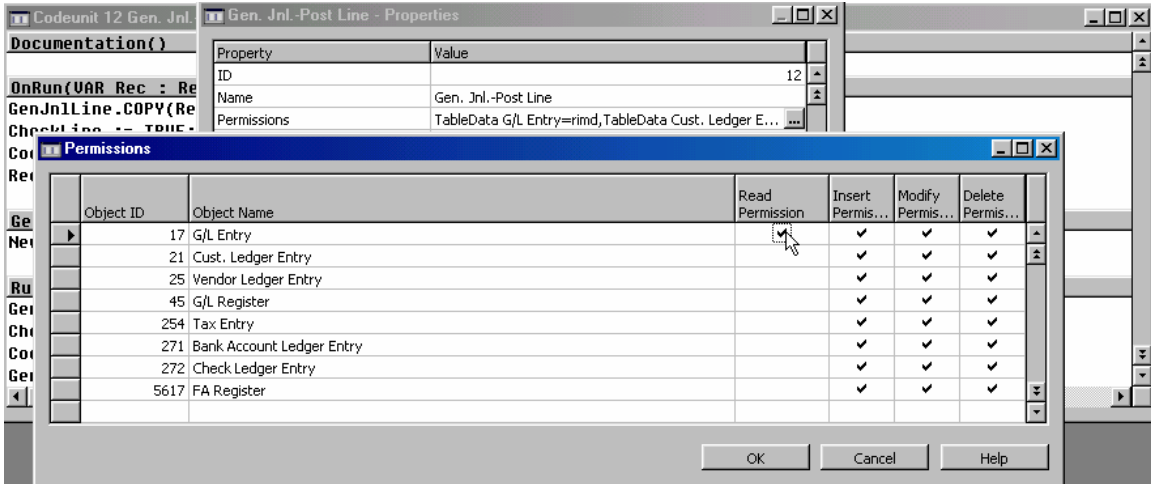 Codeunit 12 Gen. Jnl.
Gen. Jnl.-Post Line - Properties
Documentation()
Property Value
ID 12
OnRun(VAR Rec : Re
Name Gen. Jnl.-Post Line
GenJnlLine.COPY(Re
Permissions TableData G/L Entry=rimd,TableData Cust. Ledger E... ...
CheckLine := TRUE;
Permissions
Object ID Object Name Read Permission Insert Permis... Modify Permis... Delete Permis...
17 G/L Entry
21 Cust. Ledger Entry
25 Vendor Ledger Entry
45 G/L Register
254 Tax Entry
271 Bank Account Ledger Entry
272 Check Ledger Entry
5617 FA Register
OK Cancel Help